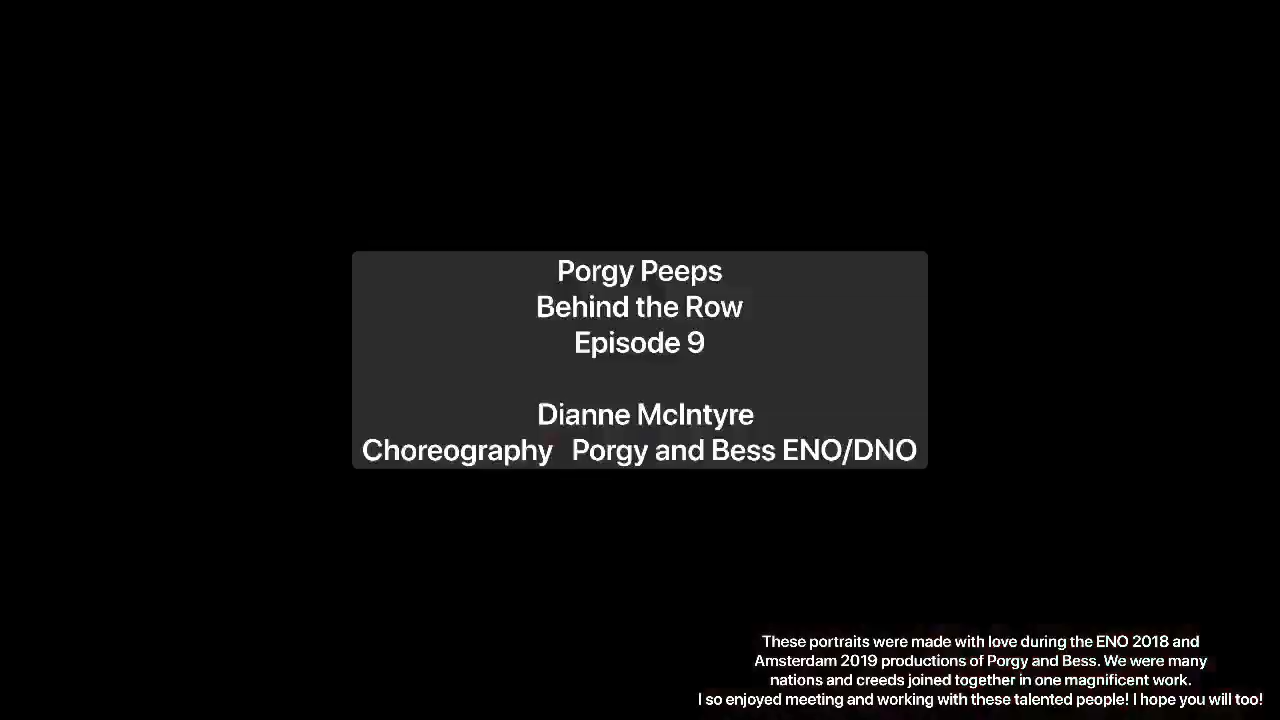 Porgy Peeps
Behind the Row
Episode 9
Dianne McIntyre
Choreography Porgy and Bess ENO/DNO
These portraits were made with love during the ENO 2018 and
Amsterdam 2019 productions of Porgy and Bess. We were many
nations and creeds joined together in one magnificent work.
I so enjoyed meeting and working with these talented people! I hope you will too!